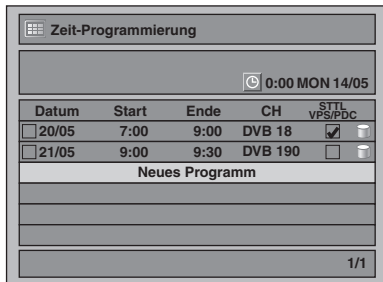 Zeit-Programmierung
0:00 MON 14/05
Datum Start Ende CH STTL VPS/PDC
20/05 7:00 9:00 DVB 18
21/05 9:00 9:30 DVB 190
Neues Programm
1/1